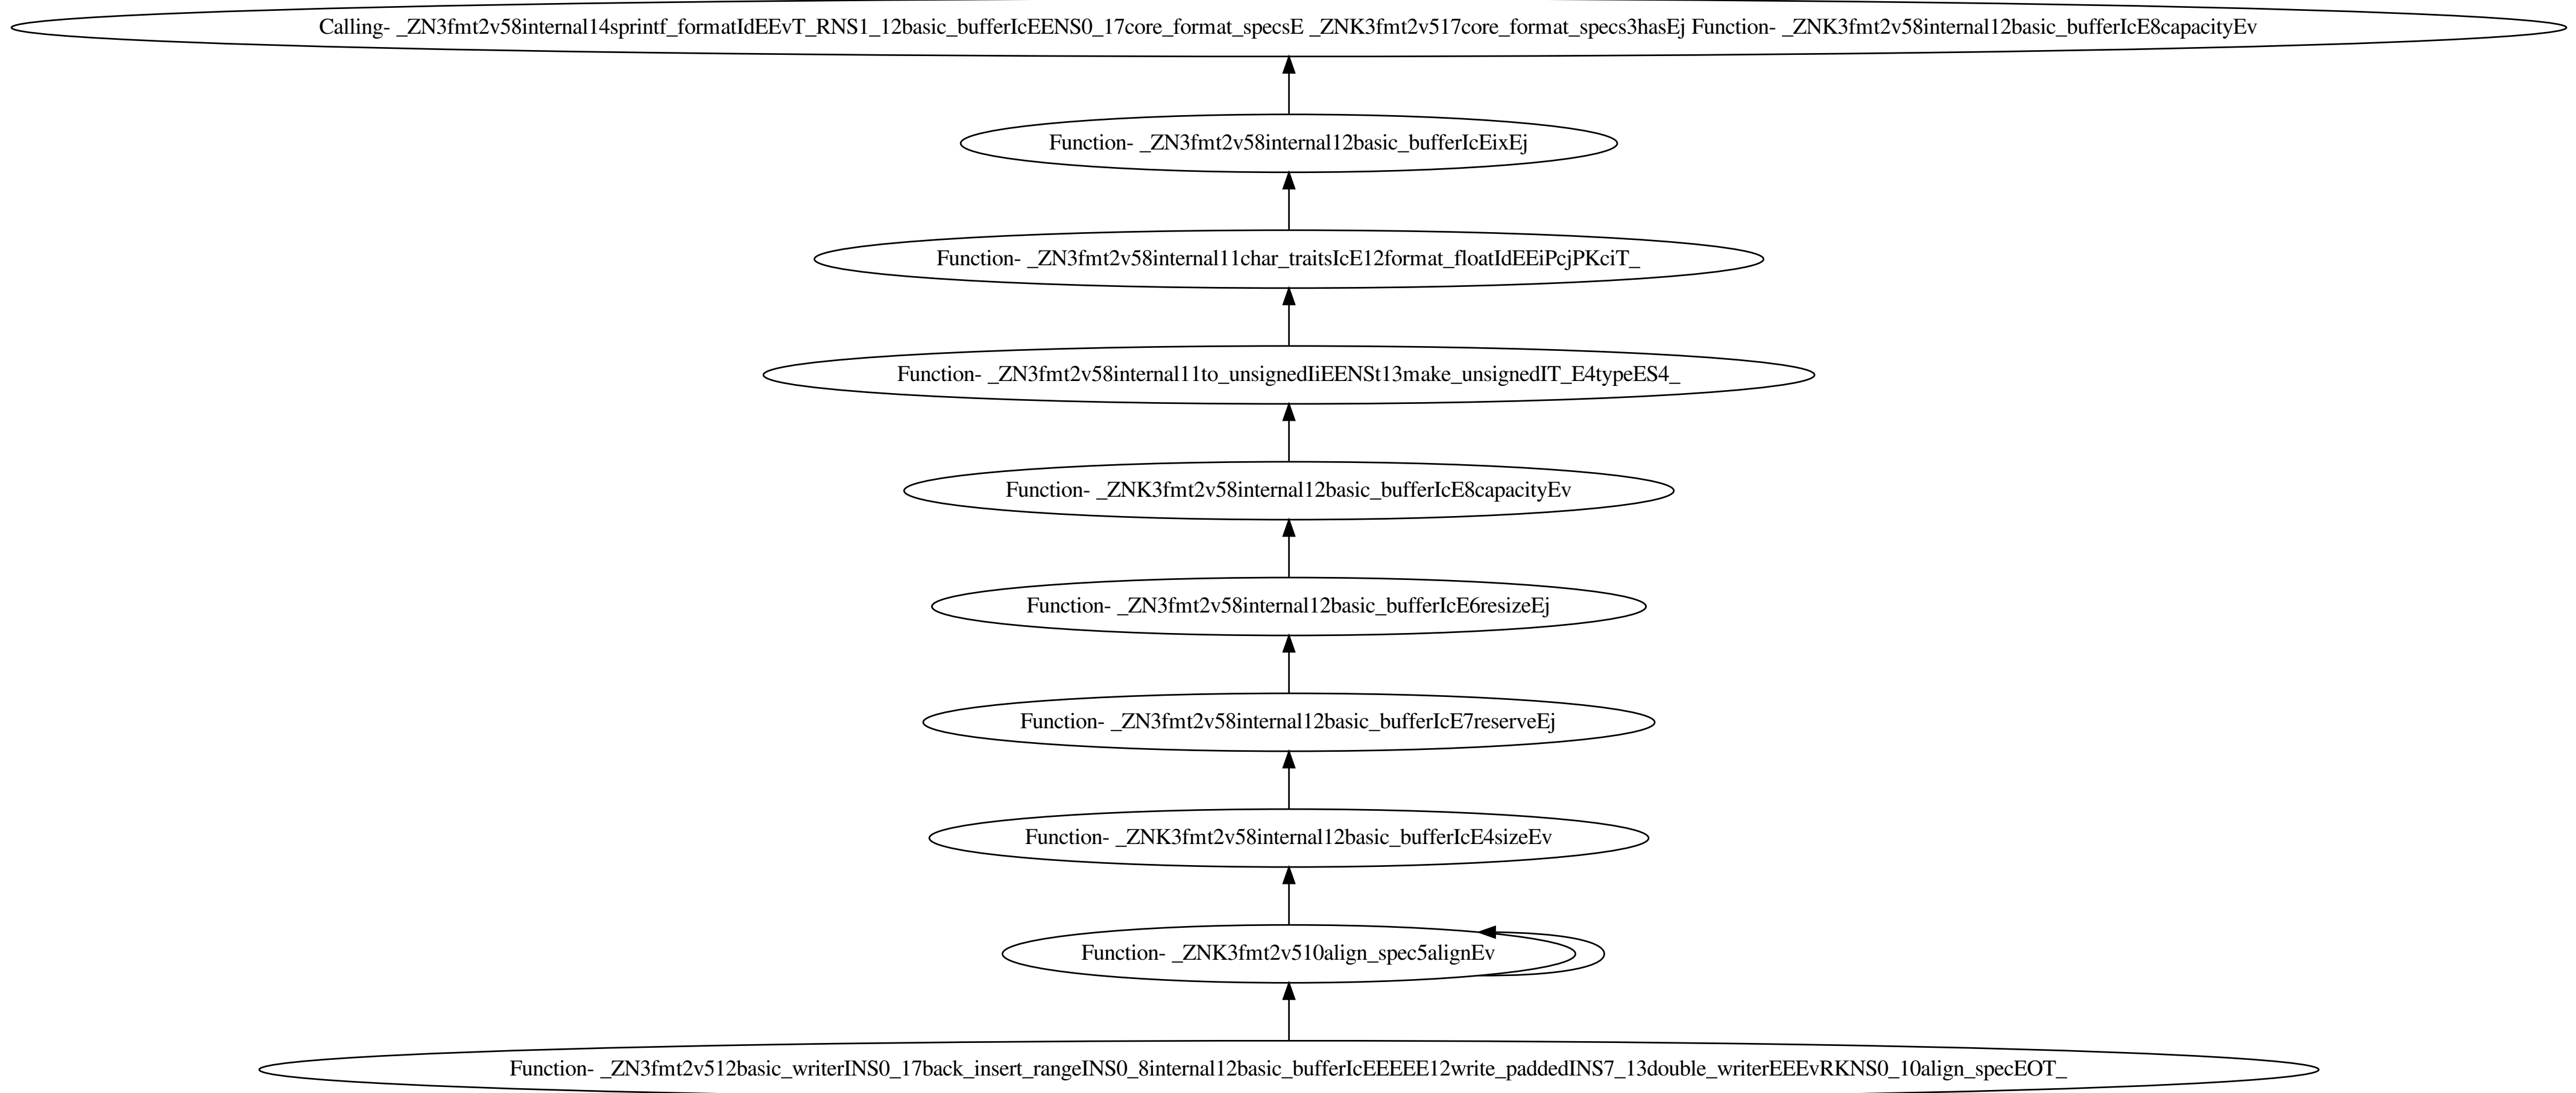 Calling- _ZN3fmt2v58internal14sprintf_formatIdEEvT_RNS1_12basic_bufferIcEENS0_17core_format_specsE _ZNK3fmt2v517core_format_specs3hasEj Function- _ZNK3fmt2v58internal12basic_bufferIcE8capacityEv
Function- _ZN3fmt2v58internal12basic_bufferIcEixEj
Function- _ZN3fmt2v58internal11char_traitsIcE12format_floatIdEEiPcjPKciT_
Function- _ZN3fmt2v58internal11to_unsignedIiEENSt13make_unsignedIT_E4typeES4_
Function- _ZNK3fmt2v58internal12basic_bufferIcE8capacityEv
Function- _ZN3fmt2v58internal12basic_bufferIcE6resizeEj
Function- _ZN3fmt2v58internal12basic_bufferIcE7reserveEj
Function- _ZNK3fmt2v58internal12basic_bufferIcE4sizeEv
Function- _ZNK3fmt2v510align_spec5alignEv
Function- _ZN3fmt2v512basic_writerINS0_17back_insert_rangeINS0_8internal12basic_bufferIcEEEEE12write_paddedINS7_13double_writerEEEvRKNS0_10align_specEOT_